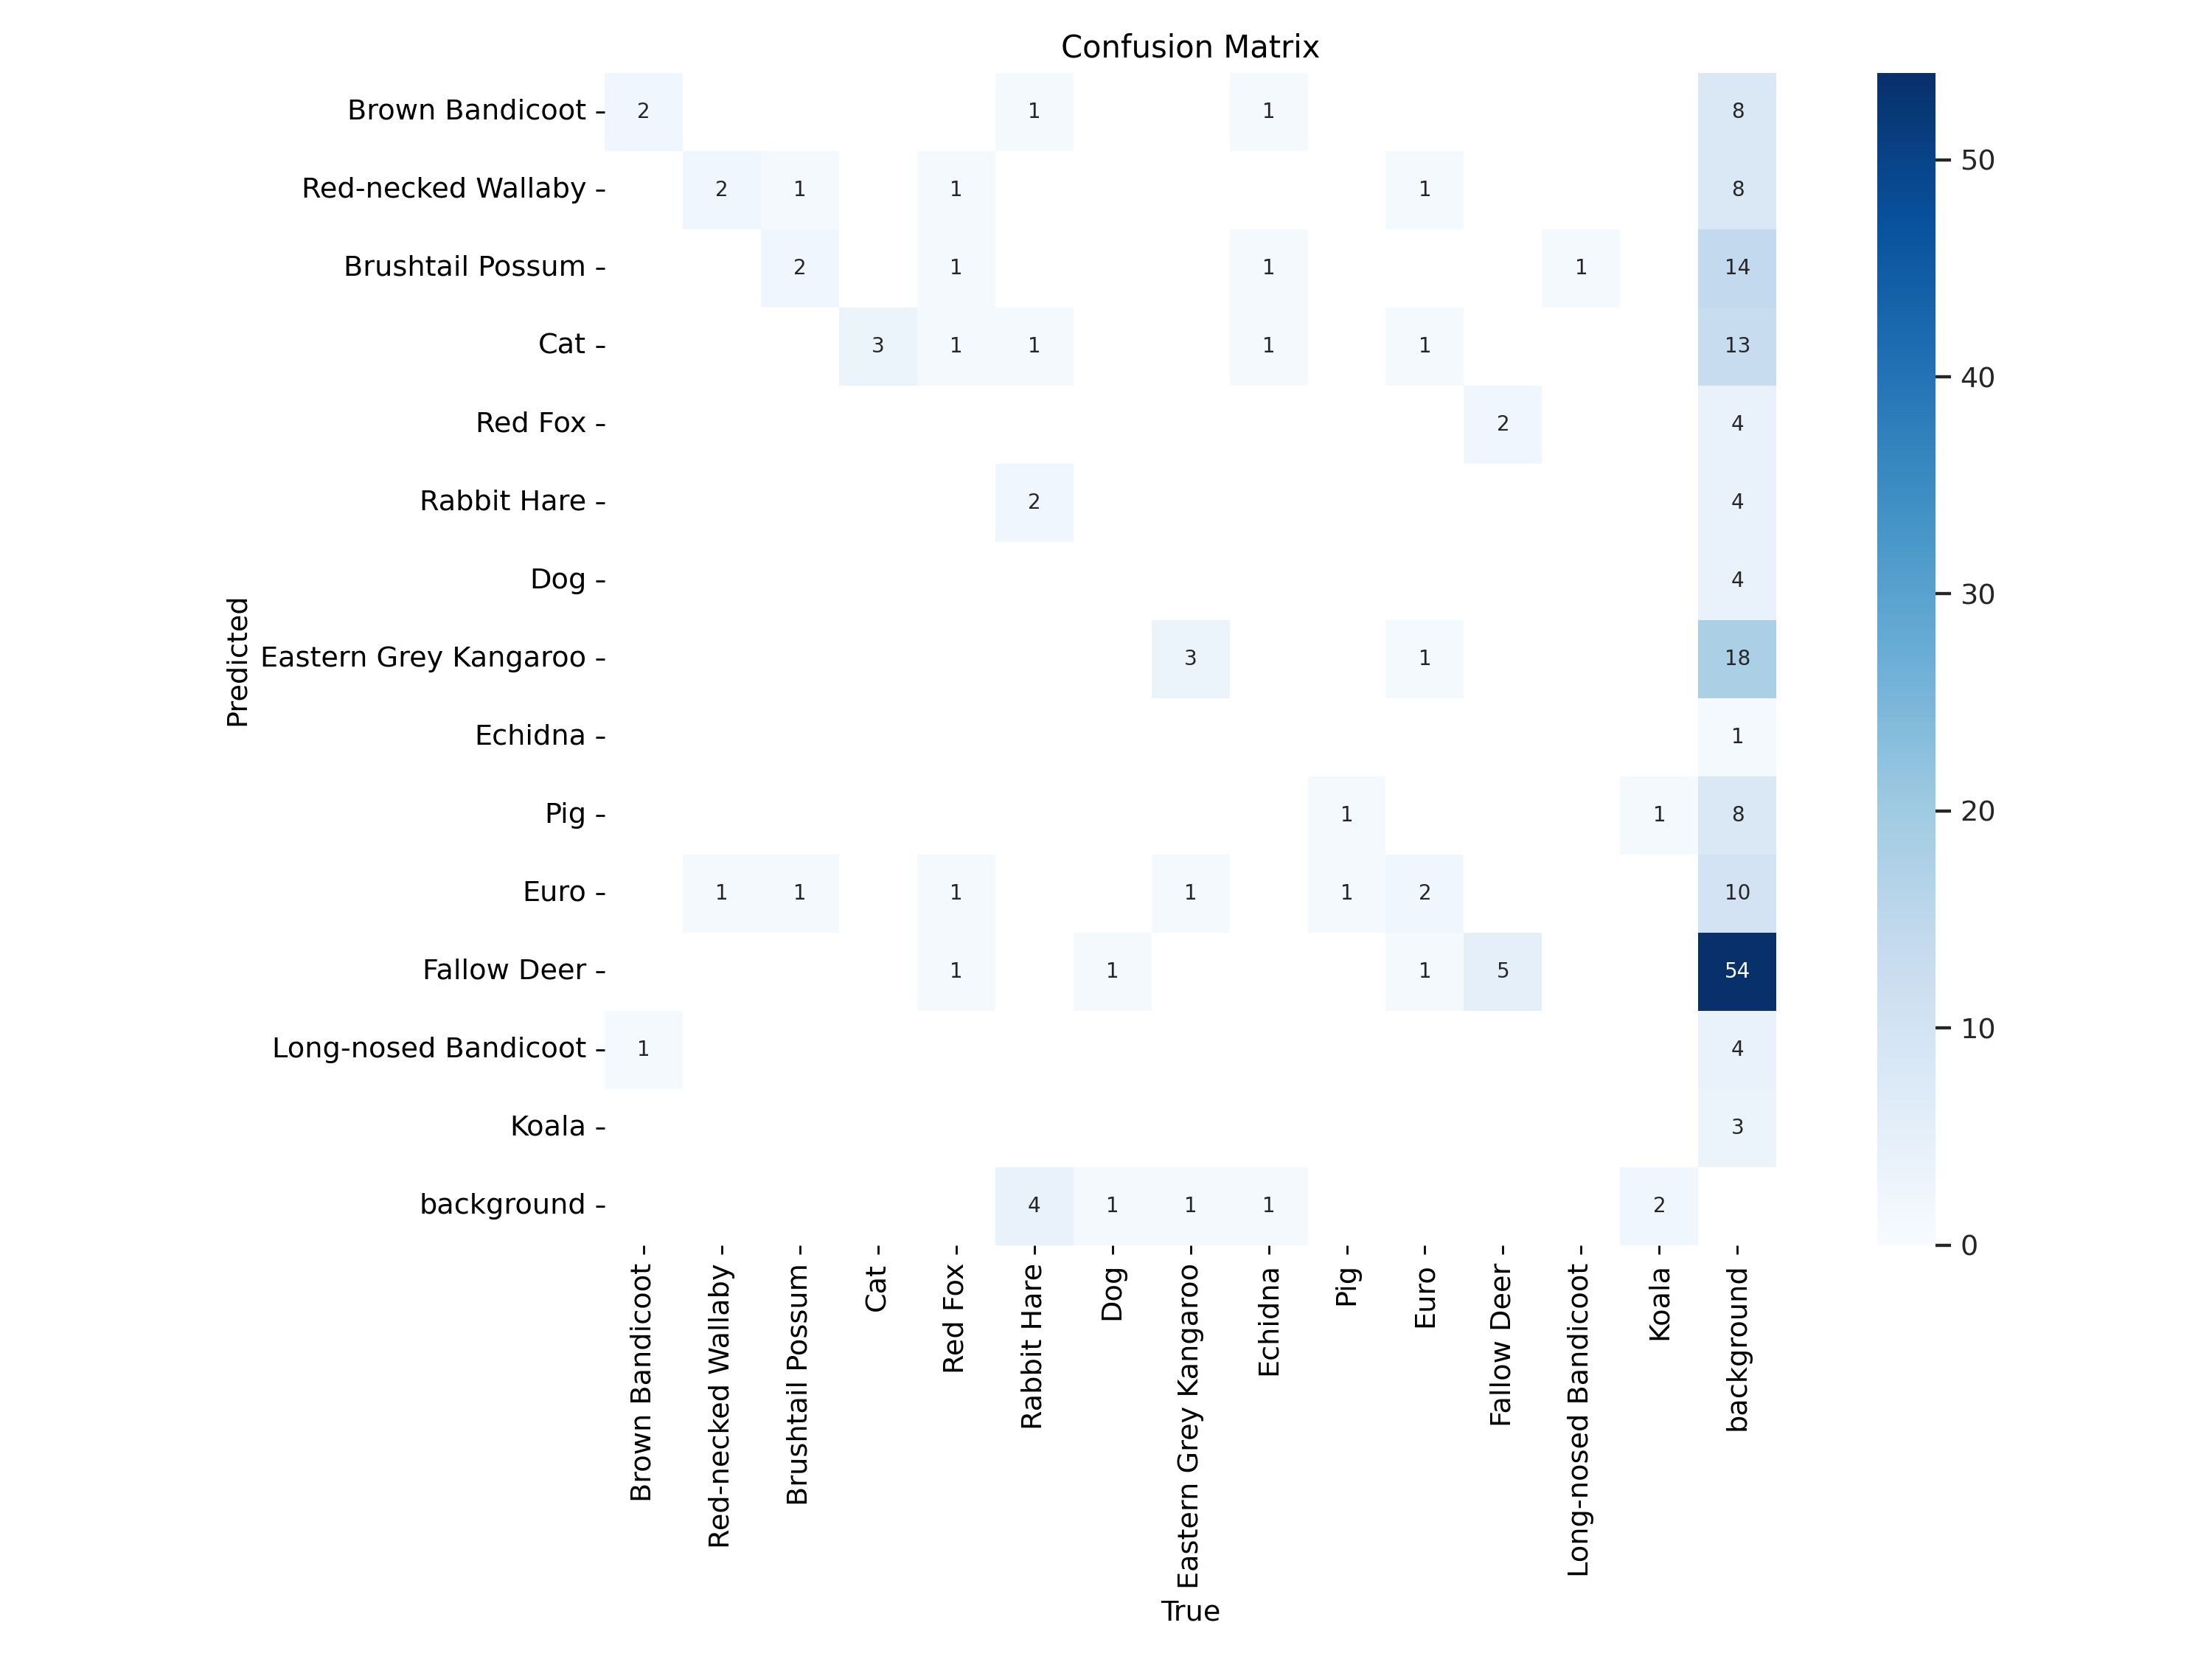 Confusion Matrix
Brown Bandicoot 2 1 1 8
Red-necked Wallaby 2 1 1 1 8
Brushtail Possum 2 1 1 1 14
Cat 3 1 1 1 1 13
Red Fox 2 4
Rabbit Hare 2 4
Dog 4
Eastern Grey Kangaroo 3 1 18
Echidna 1
Pig 1 1 8
Euro 1 1 1 1 1 2 10
Fallow Deer 1 1 1 5 54
Long-nosed Bandicoot 1 4
Koala 3
background 4 1 1 1 2
Predicted
Brown Bandicoot
Red-necked Wallaby
Brushtail Possum
Cat
Red Fox
Rabbit Hare
Dog
Eastern Grey Kangaroo
Echidna
Pig
Euro
Fallow Deer
Long-nosed Bandicoot
Koala
background
True
50
40
30
20
10
0